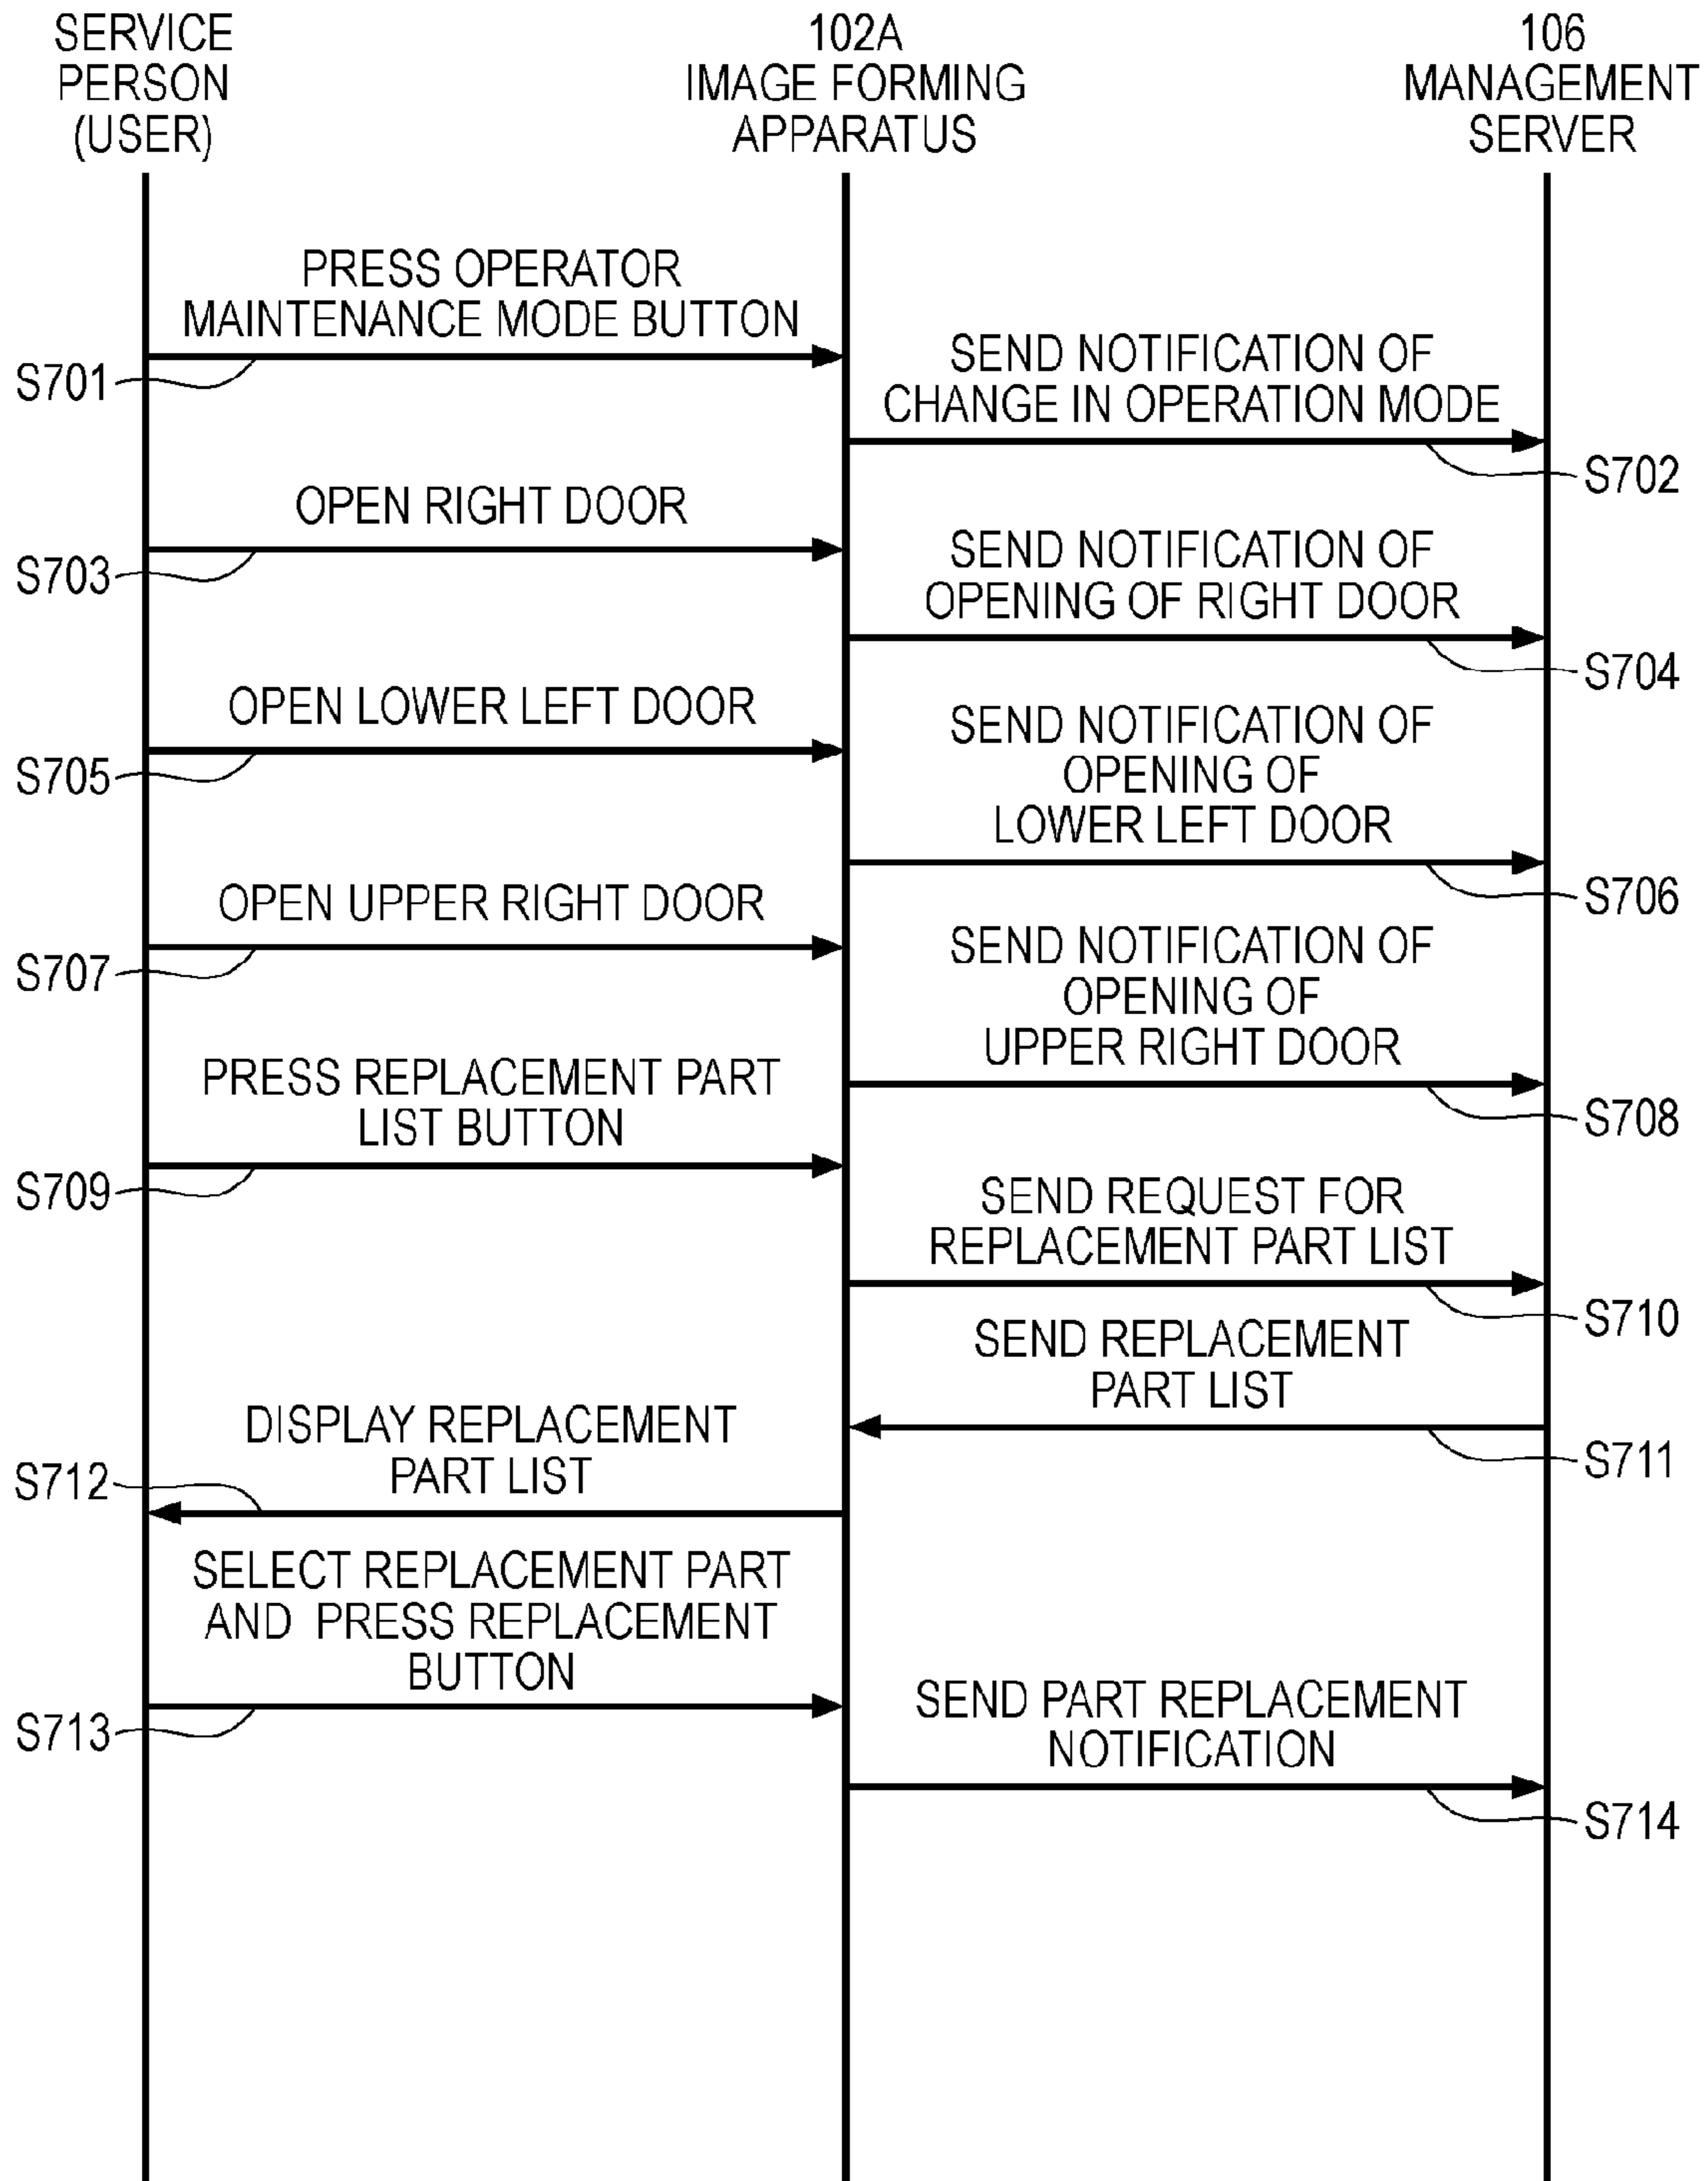 SERVICE
PERSON
(USER)
102A
IMAGE FORMING
APPARATUS
106
MANAGEMENT
SERVER
PRESS OPERATOR
MAINTENANCE MODE BUTTON
S701
SEND NOTIFICATION OF
CHANGE IN OPERATION MODE
S702
OPEN RIGHT DOOR
S703
SEND NOTIFICATION OF
OPENING OF RIGHT DOOR
S704
OPEN LOWER LEFT DOOR
S705
SEND NOTIFICATION OF
OPENING OF
LOWER LEFT DOOR
S706
OPEN UPPER RIGHT DOOR
S707
SEND NOTIFICATION OF
OPENING OF
UPPER RIGHT DOOR
S708
PRESS REPLACEMENT PART
LIST BUTTON
S709
SEND REQUEST FOR
REPLACEMENT PART LIST
S710
SEND REPLACEMENT
PART LIST
S711
DISPLAY REPLACEMENT
PART LIST
S712
SELECT REPLACEMENT PART
AND PRESS REPLACEMENT
BUTTON
S713
SEND PART REPLACEMENT
NOTIFICATION
S714